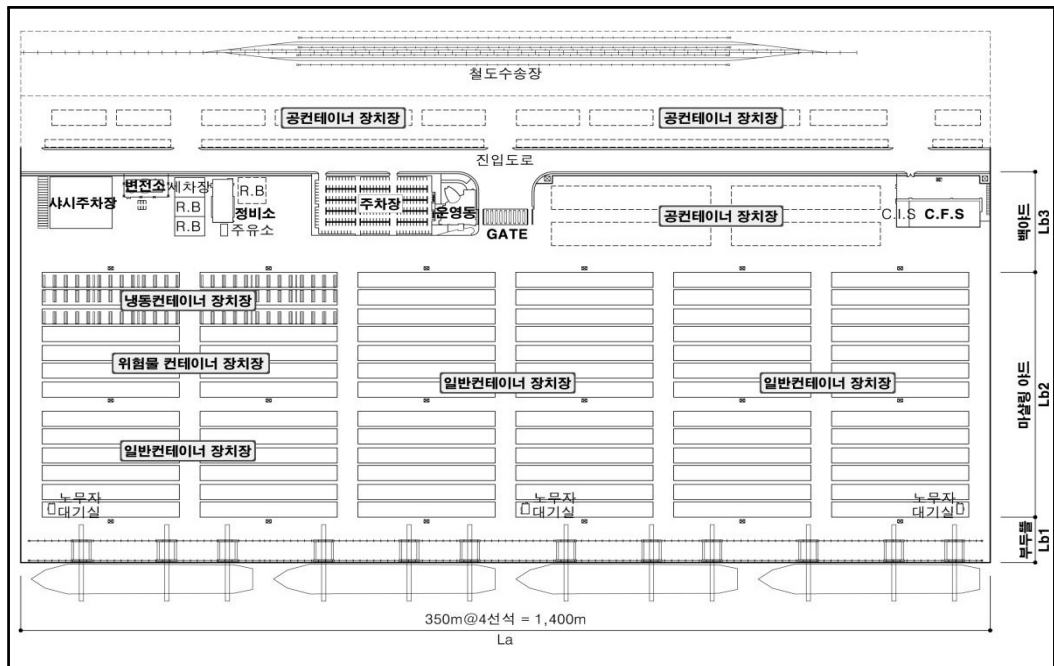 철도수송장
공컨테이너 장치장
공컨테이너 장치장
진입도로
샤시주차장
변전소
세차장
R.B
R.B
R.B
정비소
주유소
주차장
운영동
GATE
공컨테이너 장치장
C.I.S
C.F.S
백야드
Lb3
냉동컨테이너 장치장
위험물 컨테이너 장치장
일반컨테이너 장치장
일반컨테이너 장치장
일반컨테이너 장치장
마샬링 야드
Lb2
노무자
대기실
노무자
대기실
노무자
대기실
부두뜰
Lb1
350m@4선석 = 1,400m
La